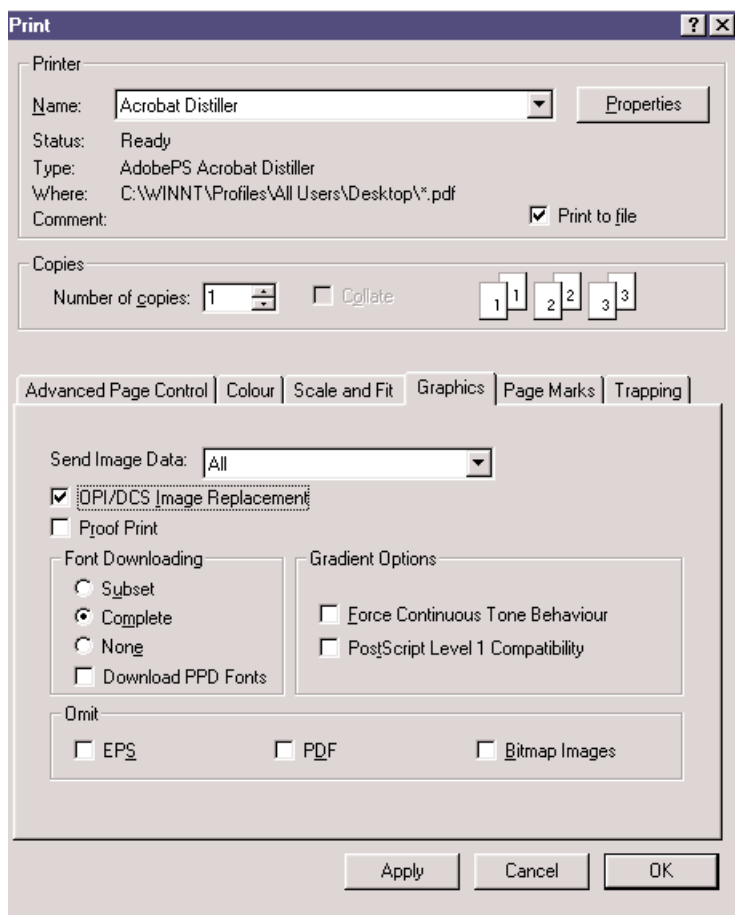 Print
Printer
Name: Acrobat Distiller Properties
Status: Ready
Type: AdobePS Acrobat Distiller
Where: C:\WINNT\Profiles\All Users\Desktop\*.pdf
Comment: Print to file
Copies
Number of copies: 1 Collate 1 1 2 2 3 3
Advanced Page Control Colour Scale and Fit Graphics Page Marks Trapping
Send Image Data: All
OPI/DCS Image Replacement
Proof Print
Font Downloading Gradient Options
Subset
Complete Force Continuous Tone Behaviour
None PostScript Level 1 Compatibility
Download PPD Fonts
Omit
EPS PDF Bitmap Images
Apply Cancel OK